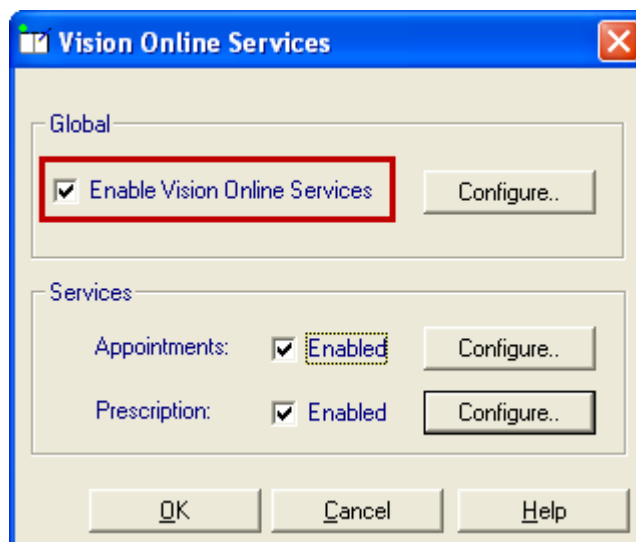 Vision Online Services
Global
Enable Vision Online Services Configure..
Services
Appointments: Enabled Configure..
Prescription: Enabled Configure..
OK Cancel Help